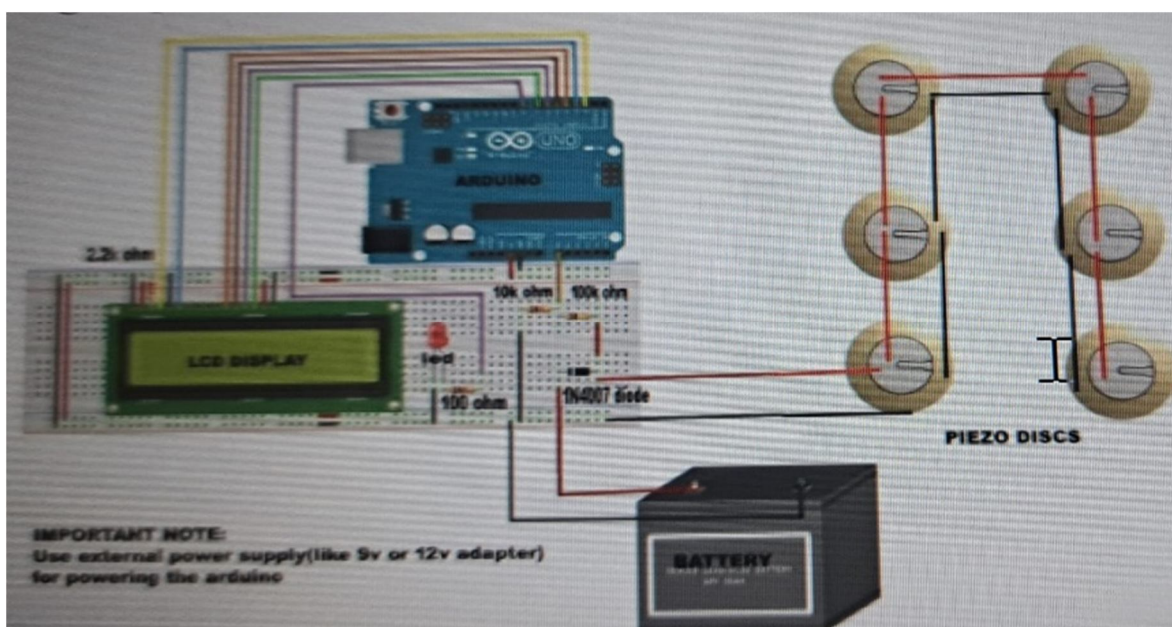 UNO
ARDUINO
2.2k ohm
10k ohm 100k ohm
LCD DISPLAY
led
100 ohm
1N4007 diode
PIEZO DISCS
IMPORTANT NOTE:
Use external power supply(like 9v or 12v adapter)
for powering the arduino
BATTERY